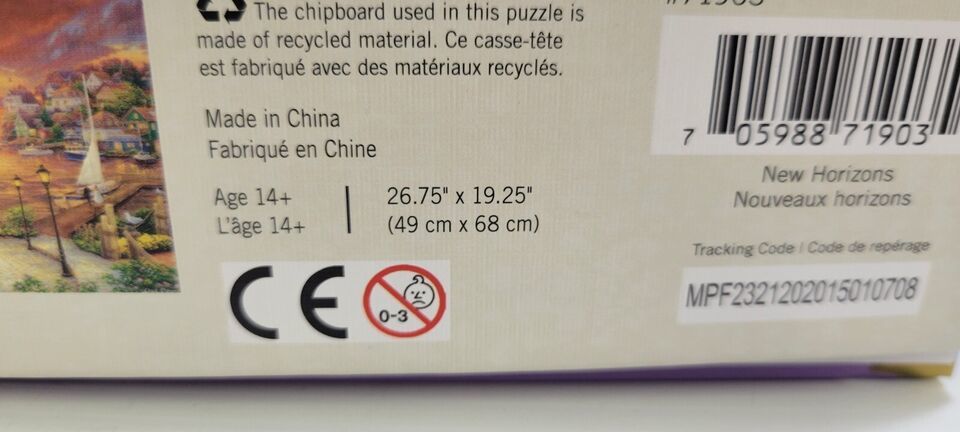 The chipboard used in this puzzle is
made of recycled material. Ce casse-tête
est fabriqué avec des matériaux recyclés.
Made in China
Fabriqué en Chine
Age 14+
L'âge 14+
26.75" x 19.25"
(49 cm x 68 cm)
CE
0-3
#71903
7 05988 71903
New Horizons
Nouveaux horizons
Tracking Code | Code de repérage
MPF2321202015010708